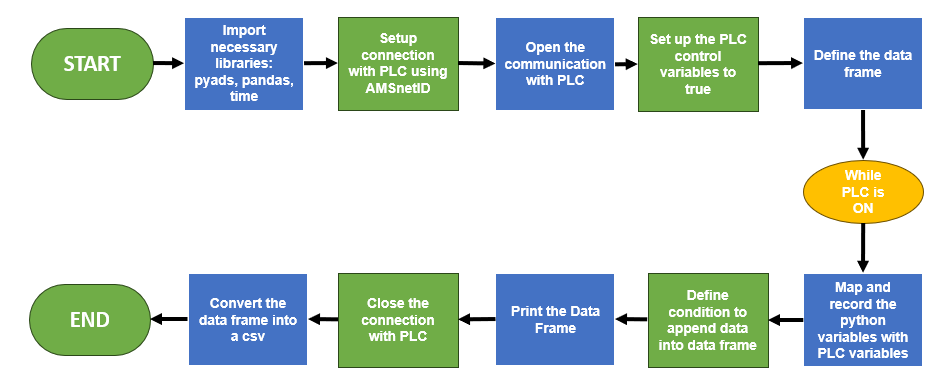 START
Import
necessary
libraries:
pyads, pandas,
time
Setup
connection
with PLC using
AMSnetID
Open the
communication
with PLC
Set up the PLC
control
variables to
true
Define the data
frame
While
PLC is
ON
Map and
record the
python
variables with
PLC variables
Define
condition to
append data
into data frame
Print the Data
Frame
Close the
connection
with PLC
Convert the
data frame into
a csv
END